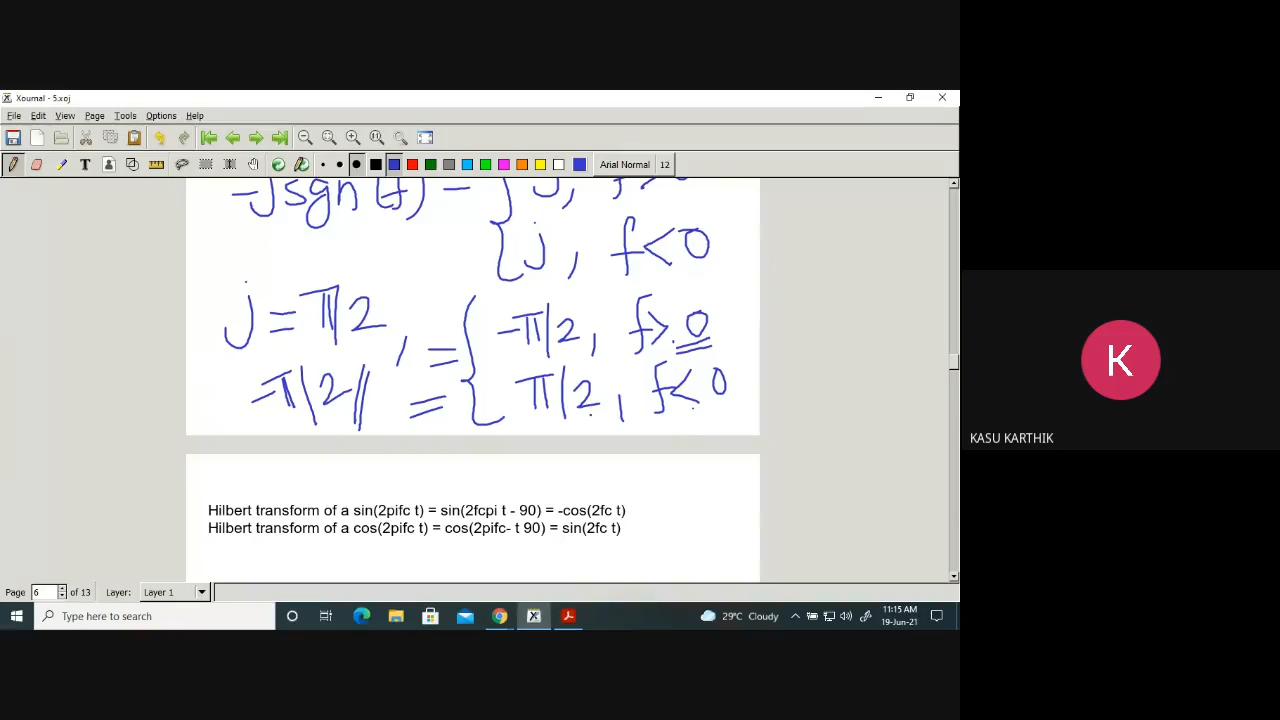 Xournal - 5.xoj
File Edit View Page Tools Options Help
Arial Normal 12
-jsgn(f) - { j, f
{ j , f<0
j = π|2 , = { -π|2, f> 0
-π|2 = { π|2 , f<0
K
KASU KARTHIK
Hilbert transform of a sin(2pifc t) = sin(2fcpi t - 90) = -cos(2fc t)
Hilbert transform of a cos(2pifc t) = cos(2pifc- t 90) = sin(2fc t)
Page 6 of 13 Layer: Layer 1
Type here to search
29°C Cloudy
11:15 AM
19-Jun-21